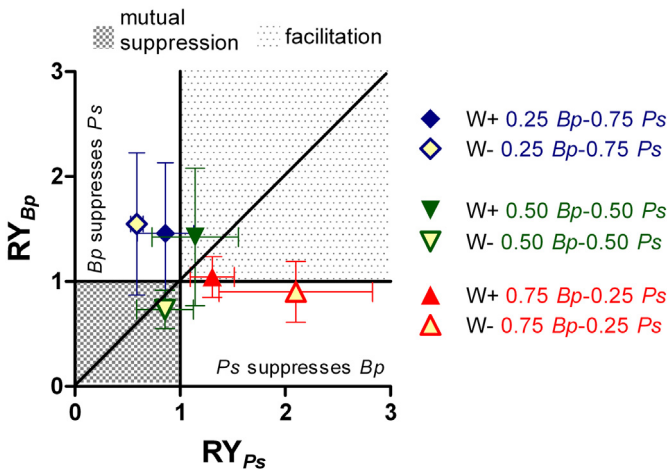 mutual
suppression
facilitation
3
2
1
0
RYBp
Bp suppresses Ps
Ps suppresses Bp
0 1 2 3
RYPs
W+ 0.25 Bp-0.75 Ps
W- 0.25 Bp-0.75 Ps
W+ 0.50 Bp-0.50 Ps
W- 0.50 Bp-0.50 Ps
W+ 0.75 Bp-0.25 Ps
W- 0.75 Bp-0.25 Ps